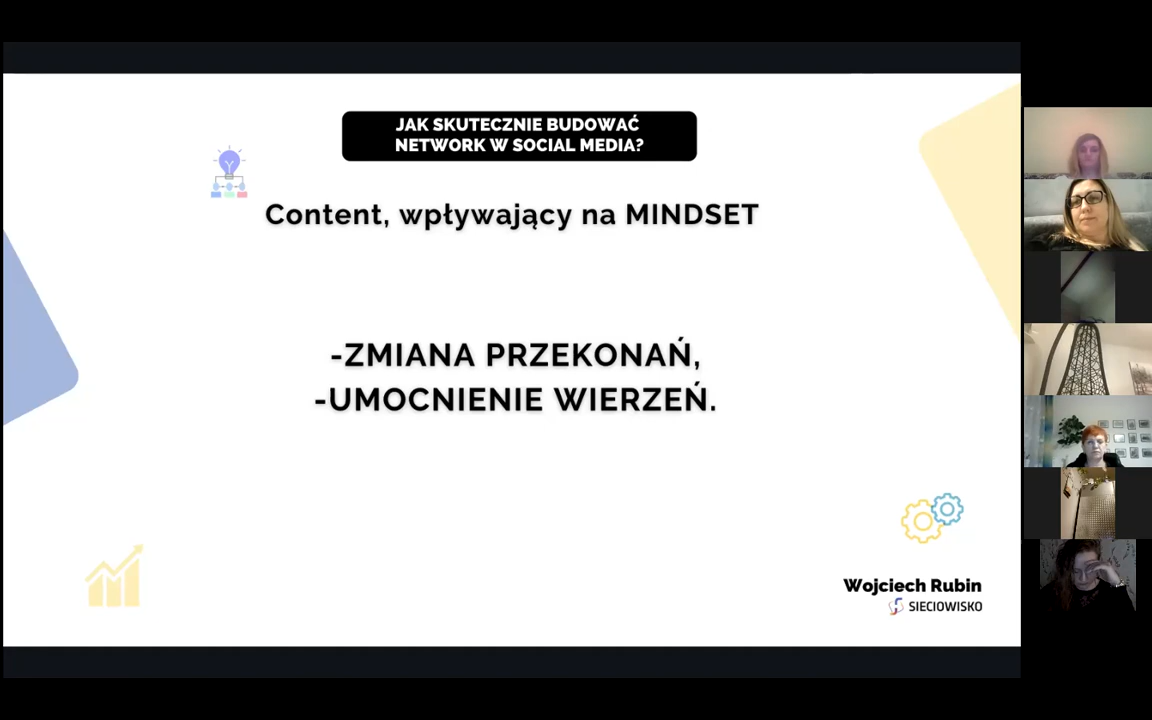 JAK SKUTECZNIE BUDOWAĆ
NETWORK W SOCIAL MEDIA?
Content, wpływający na MINDSET
-ZMIANA PRZEKONAŃ,
-UMOCNIENIE WIERZEŃ.
Wojciech Rubin
SIECIOWISKO